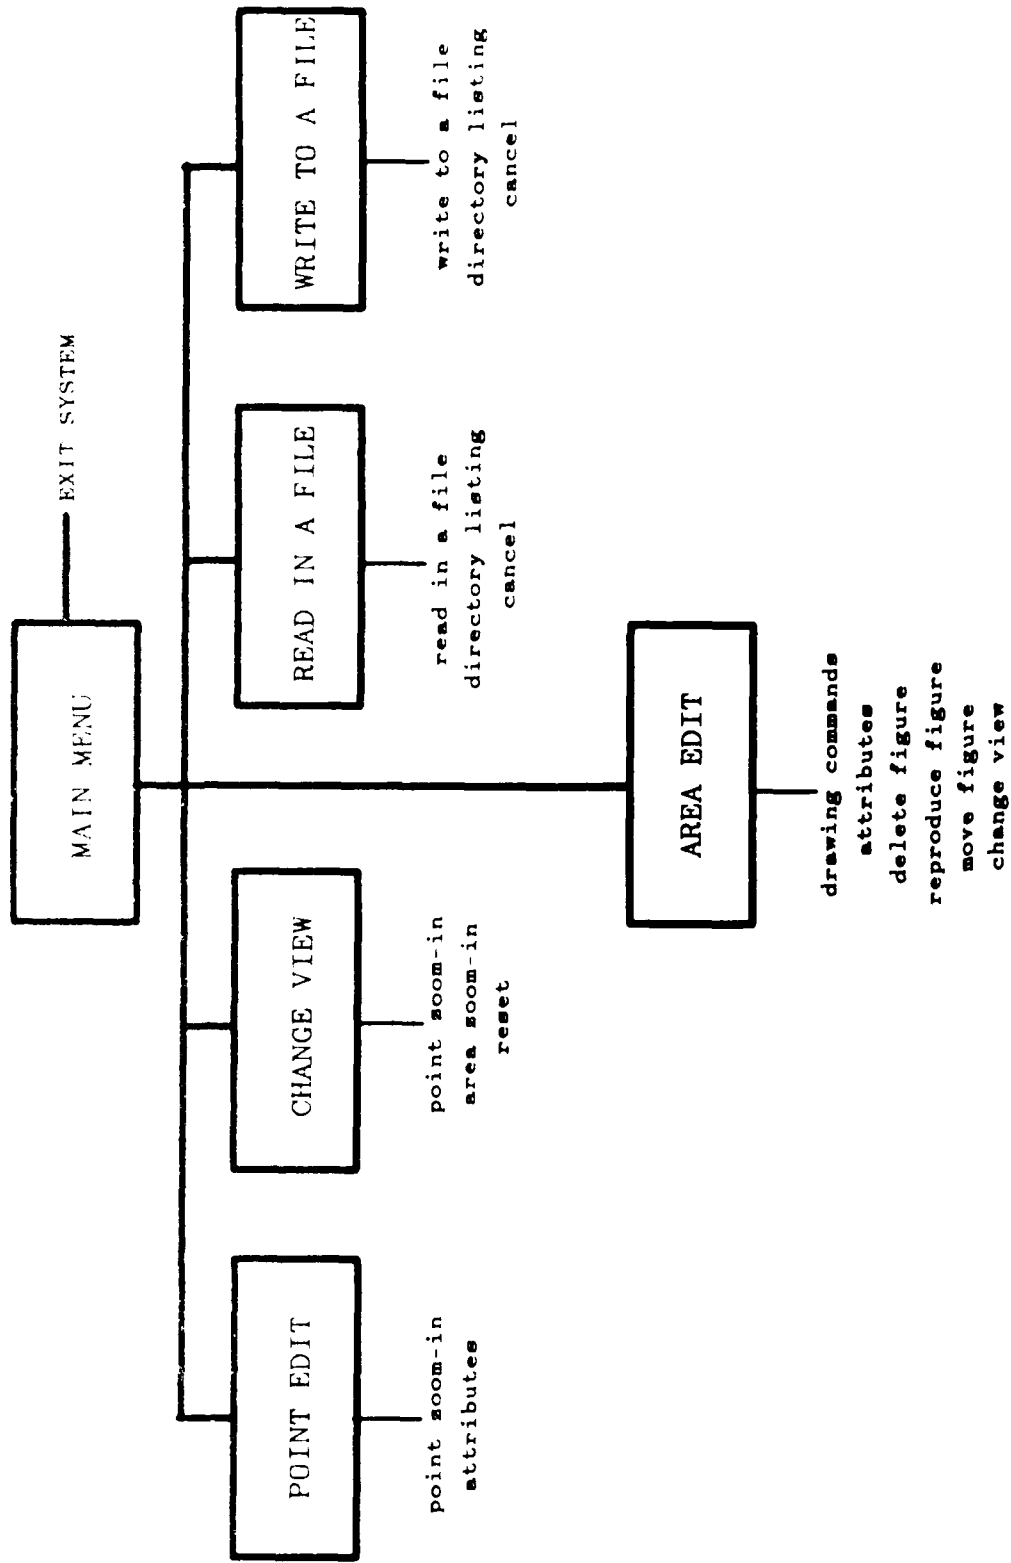 MAIN MENU
EXIT SYSTEM
POINT EDIT
point zoom-in
attributes
CHANGE VIEW
point zoom-in
area zoom-in
reset
READ IN A FILE
read in a file
directory listing
cancel
WRITE TO A FILE
write to a file
directory listing
cancel
AREA EDIT
drawing commands
attributes
delete figure
reproduce figure
move figure
change view